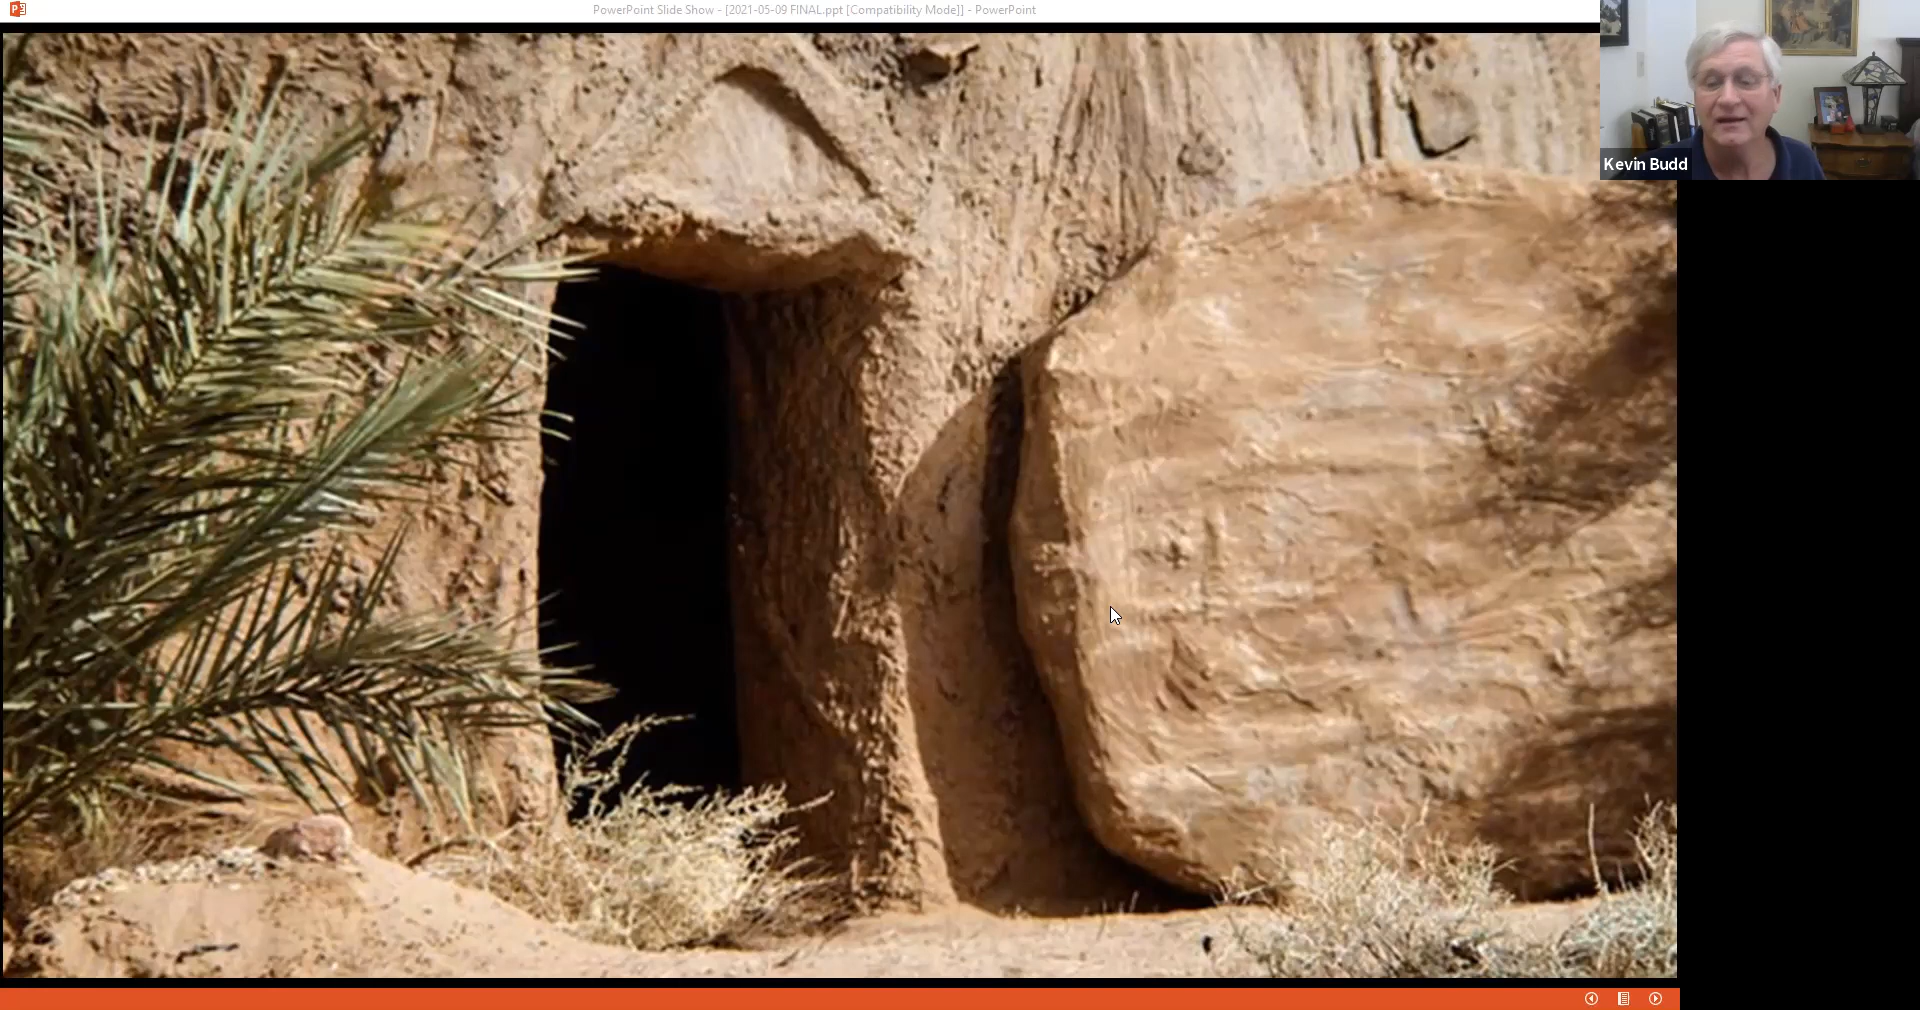 PowerPoint Slide Show - [2021-05-09 FINAL.ppt [Compatibility Mode]] - PowerPoint
Kevin Budd